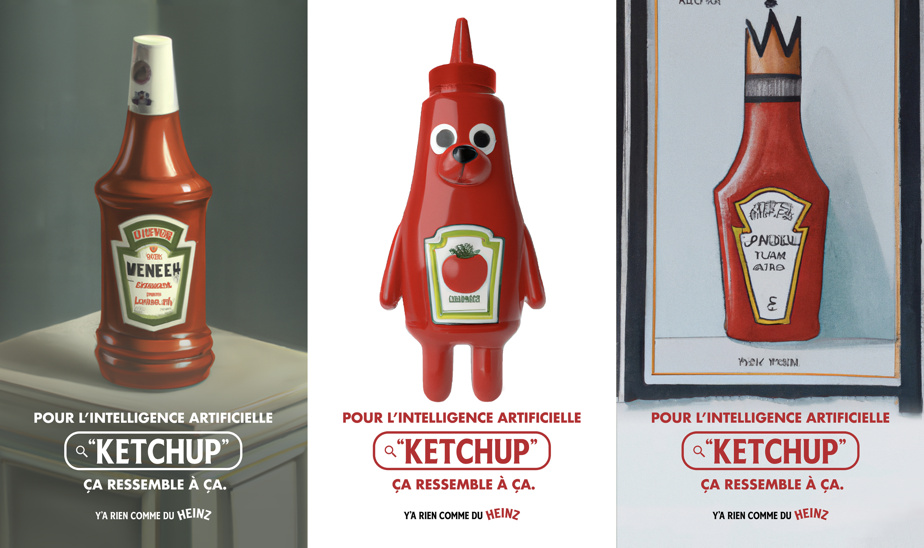 POUR L'INTELLIGENCE ARTIFICIELLE
"KETCHUP"
ÇA RESSEMBLE À ÇA.
Y'A RIEN COMME DU HEINZ
POUR L'INTELLIGENCE ARTIFICIELLE
"KETCHUP"
ÇA RESSEMBLE À ÇA.
Y'A RIEN COMME DU HEINZ
POUR L'INTELLIGENCE ARTIFICIELLE
"KETCHUP"
ÇA RESSEMBLE À ÇA.
Y'A RIEN COMME DU HEINZ